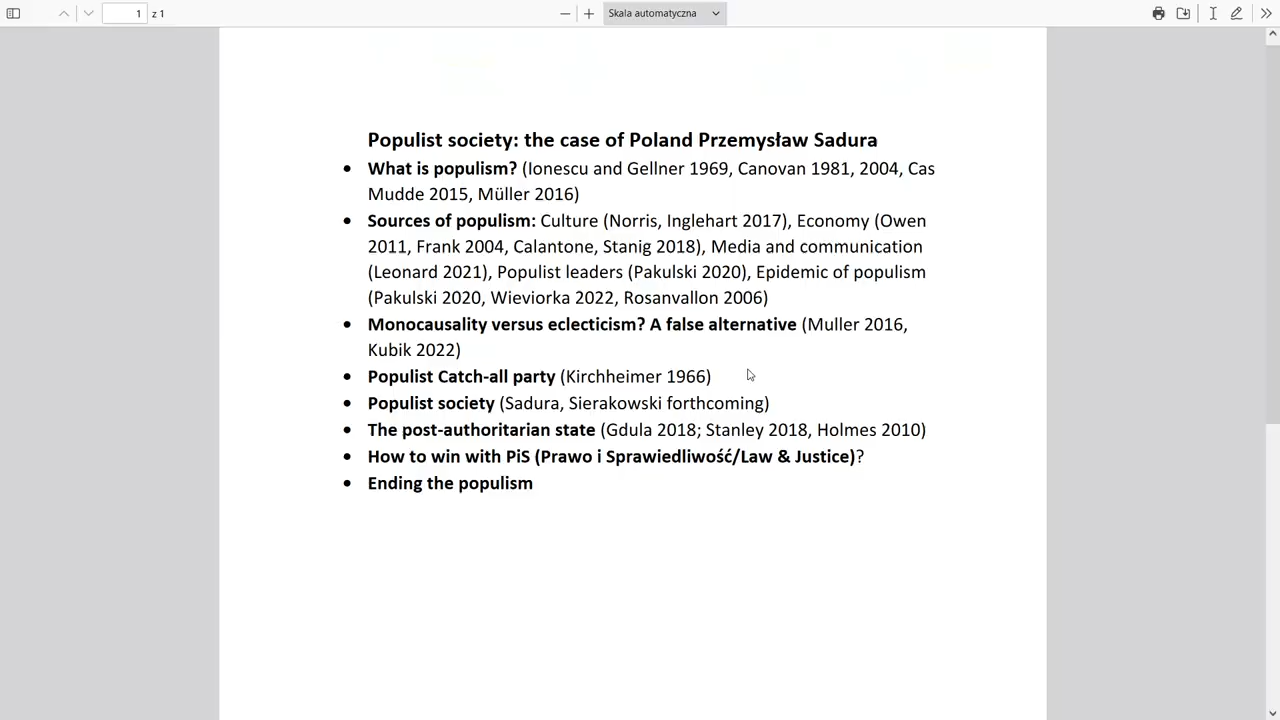 1 z 1 Skala automatyczna
Populist society: the case of Poland Przemysław Sadura
• What is populism? (Ionescu and Gellner 1969, Canovan 1981, 2004, Cas
Mudde 2015, Müller 2016)
• Sources of populism: Culture (Norris, Inglehart 2017), Economy (Owen
2011, Frank 2004, Calantone, Stanig 2018), Media and communication
(Leonard 2021), Populist leaders (Pakulski 2020), Epidemic of populism
(Pakulski 2020, Wieviorka 2022, Rosanvallon 2006)
• Monocausality versus eclecticism? A false alternative (Muller 2016,
Kubik 2022)
• Populist Catch-all party (Kirchheimer 1966)
• Populist society (Sadura, Sierakowski forthcoming)
• The post-authoritarian state (Gdula 2018; Stanley 2018, Holmes 2010)
• How to win with PiS (Prawo i Sprawiedliwość/Law & Justice)?
• Ending the populism